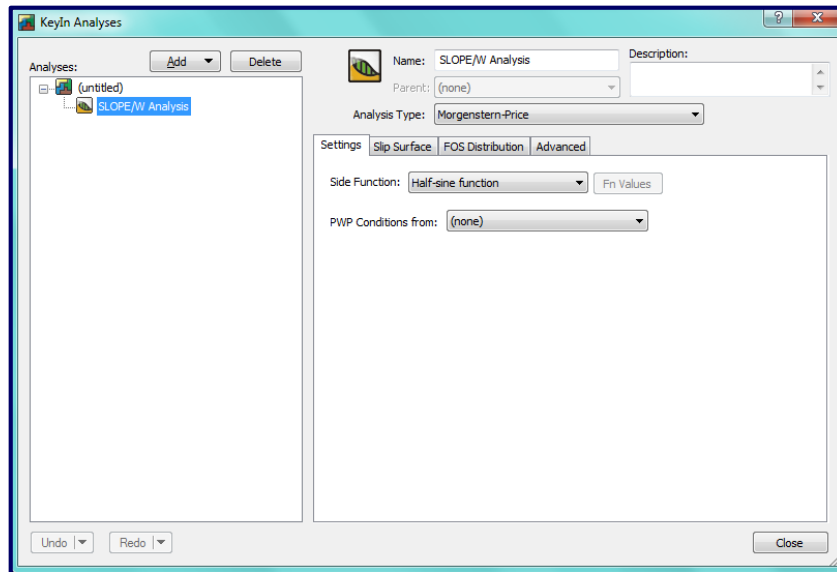 KeyIn Analyses
Analyses:
Add
Delete
(untitled)
SLOPE/W Analysis
Name: SLOPE/W Analysis
Description:
Parent: (none)
Analysis Type: Morgenstern-Price
Settings Slip Surface FOS Distribution Advanced
Side Function: Half-sine function Fn Values
PWP Conditions from: (none)
Undo Redo Close